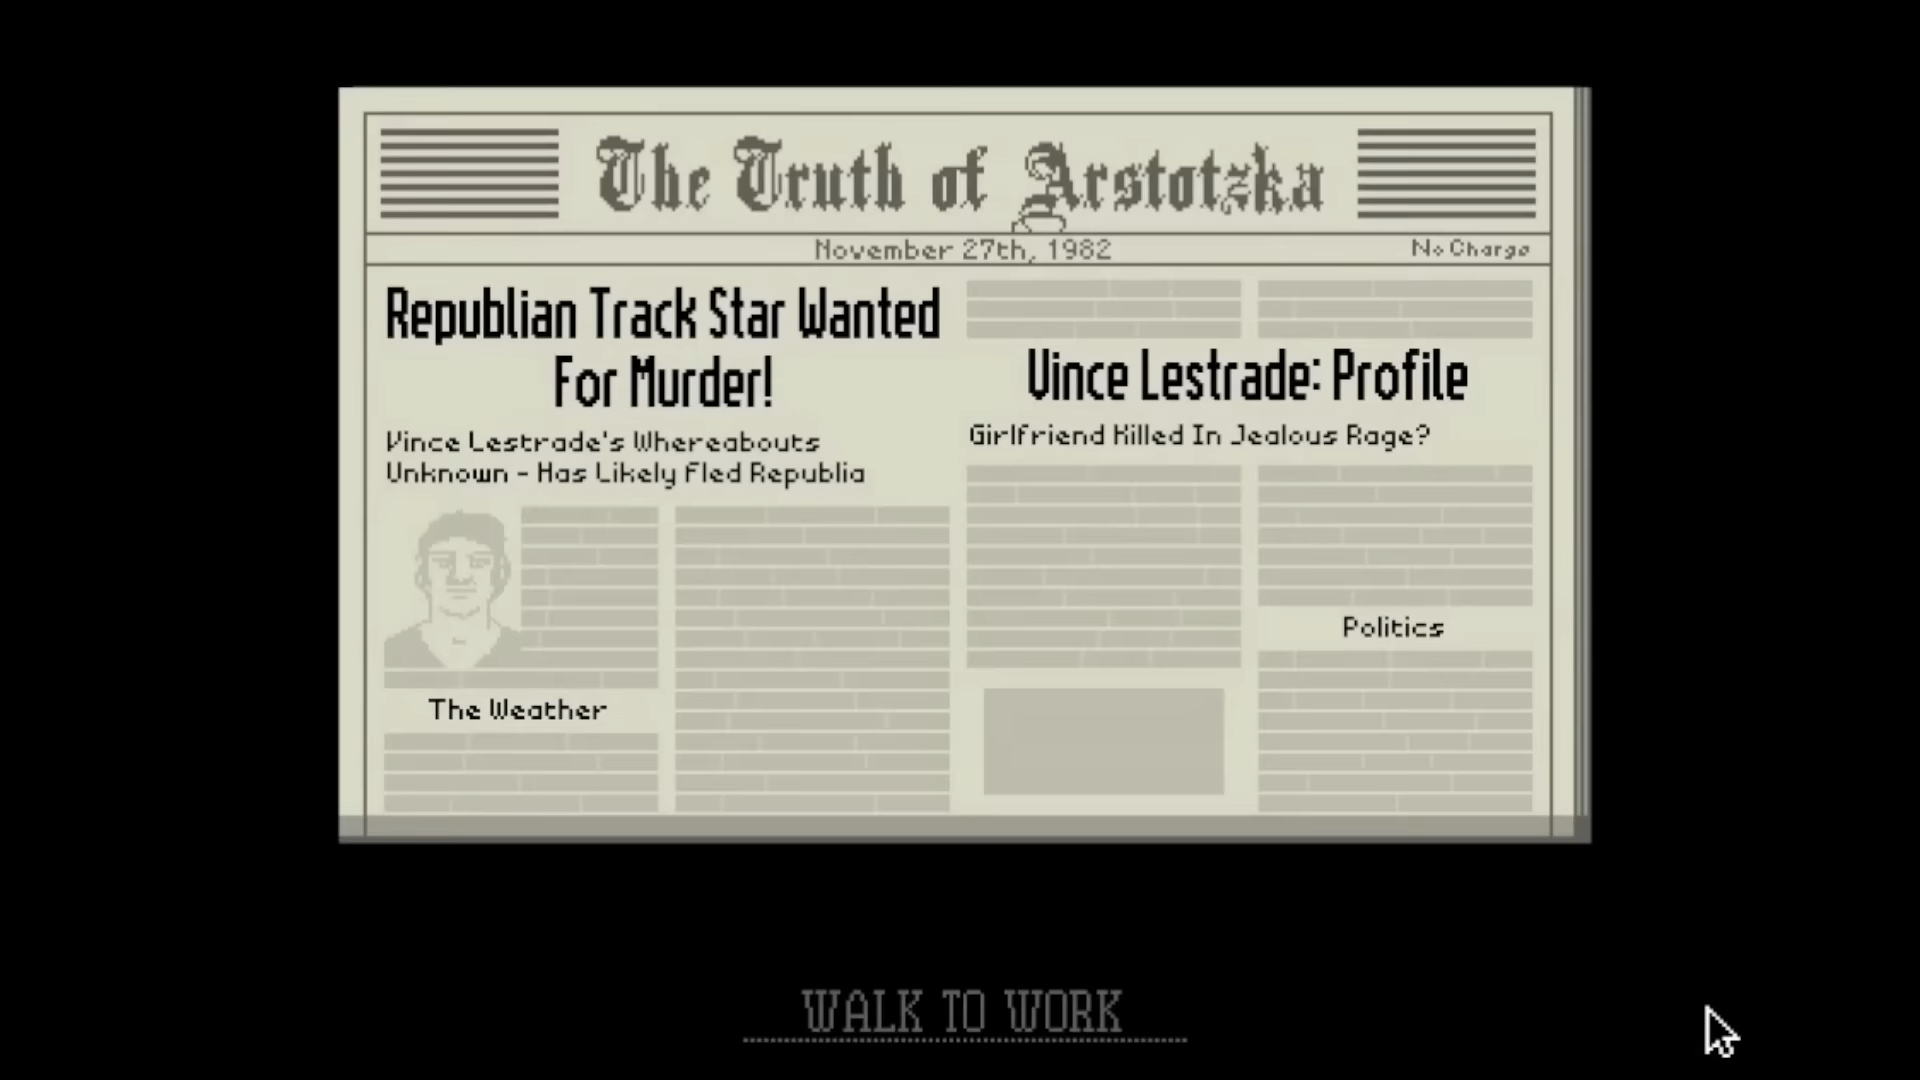 The Truth of Arstotzka
November 27th, 1982
No Charge
Republian Track Star Wanted
For Murder!
Vince Lestrade's Whereabouts
Unknown - Has Likely Fled Republia
The Weather
Vince Lestrade: Profile
Girlfriend Killed In Jealous Rage?
Politics
WALK TO WORK